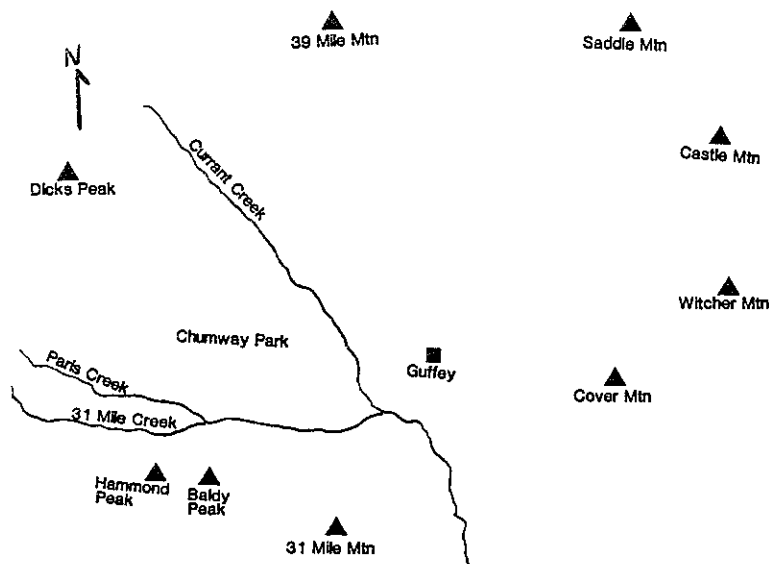 39 Mile Mtn
Saddle Mtn
N
Currant Creek
Castle Mtn
Dicks Peak
Witcher Mtn
Chumway Park
Guffey
Paris Creek
Cover Mtn
31 Mile Creek
Hammond
Peak
Baldy
Peak
31 Mile Mtn